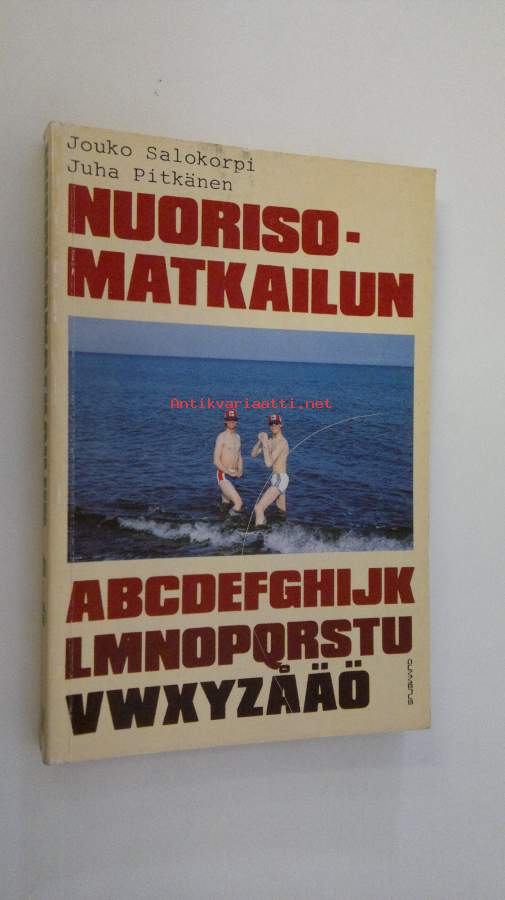 Jouko Salokorpi
Juha Pitkänen
NUORISO-
MATKAILUN
Antikvariaatti.net
ABCDEFGHIJK
LMNOPQRSTU
VWXYZÅÄÖ